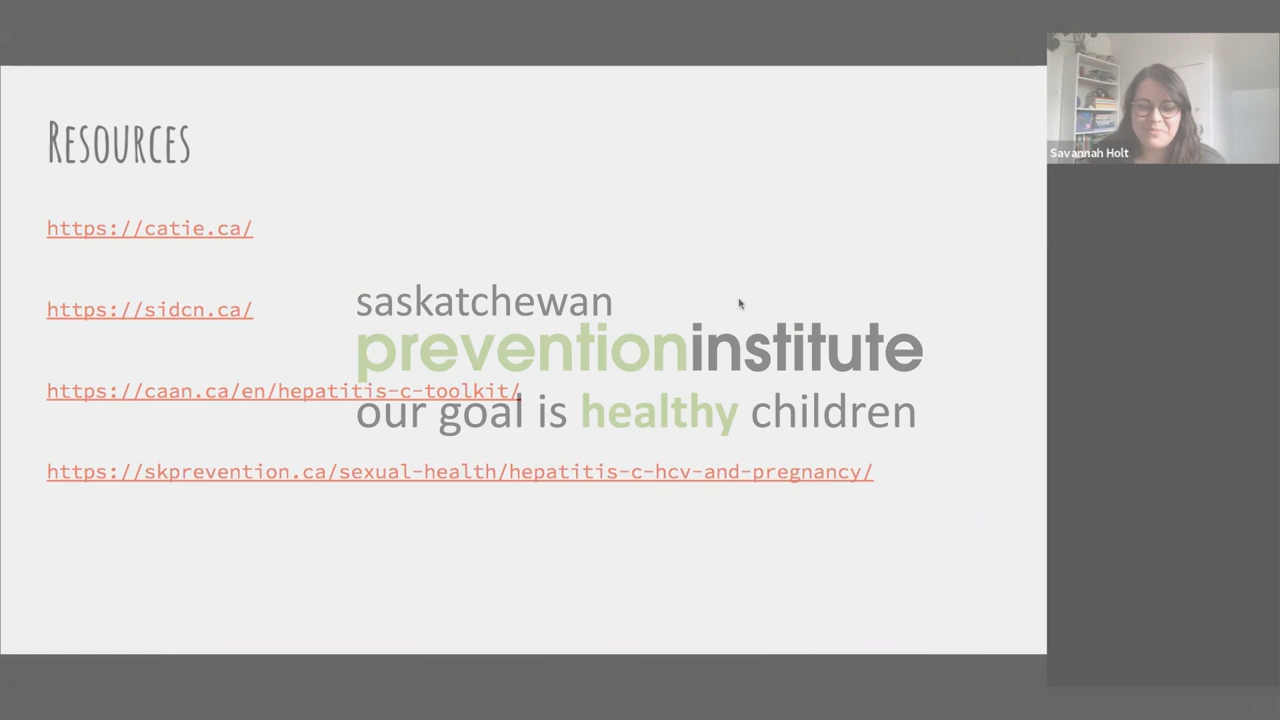 Resources
https://catie.ca/
https://sidcn.ca/
https://caan.ca/en/hepatitis-c-toolkit/
https://skprevention.ca/sexual-health/hepatitis-c-hcv-and-pregnancy/
saskatchewan
preventioninstitute
our goal is healthy children
Savannah Holt